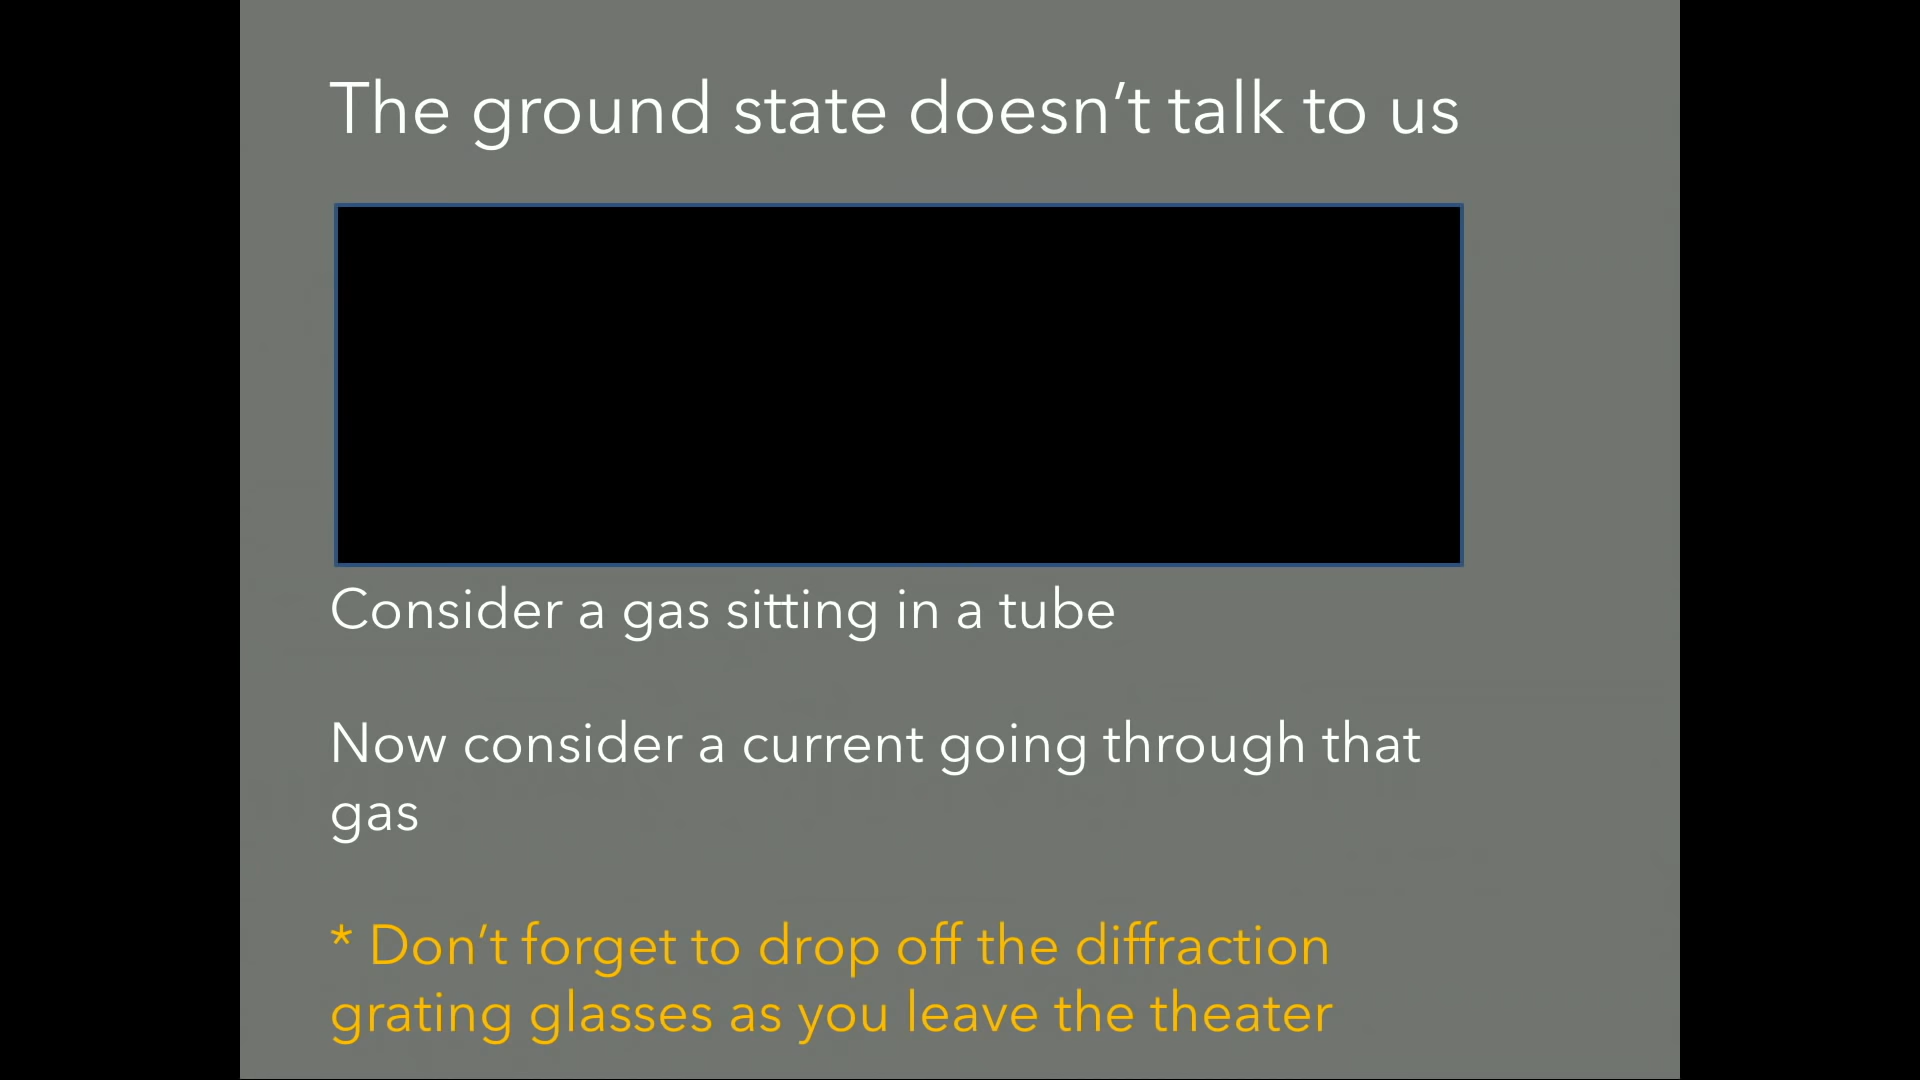 The ground state doesn’t talk to us
Consider a gas sitting in a tube
Now consider a current going through that
gas
* Don’t forget to drop off the diffraction
grating glasses as you leave the theater